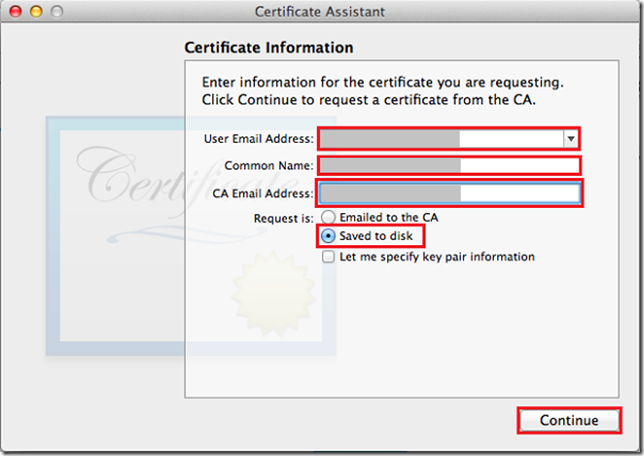 Certificate Assistant
Certificate Information
Enter information for the certificate you are requesting.
Click Continue to request a certificate from the CA.
User Email Address:
Common Name:
CA Email Address:
Request is: Emailed to the CA
Saved to disk
Let me specify key pair information
Certificate
Continue